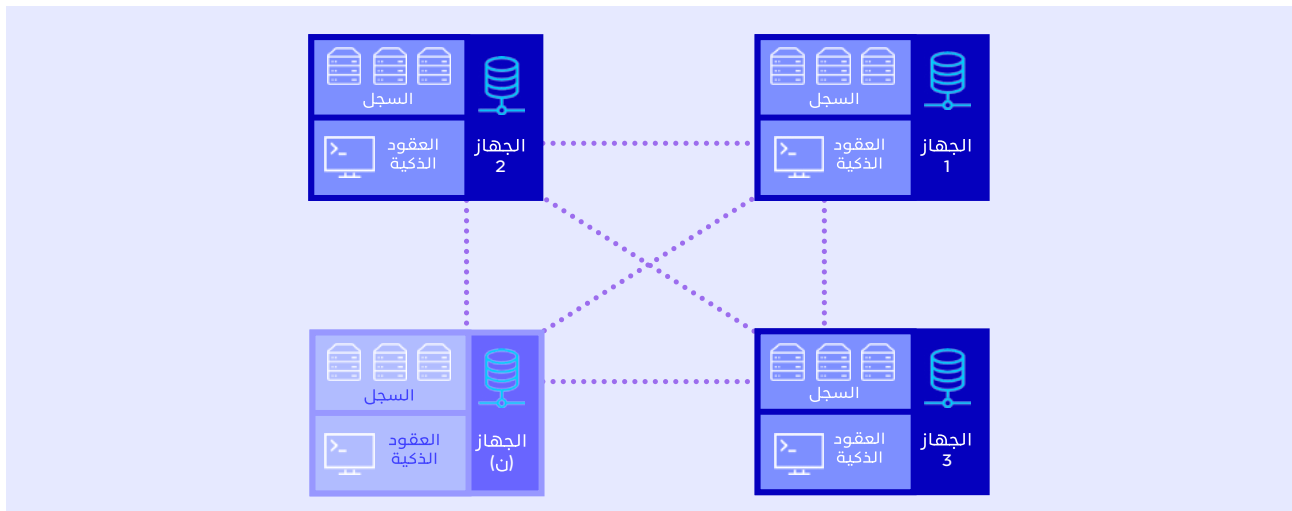 السجل
العقود
الذكية
الجهاز
1
السجل
العقود
الذكية
الجهاز
2
السجل
العقود
الذكية
الجهاز
3
السجل
العقود
الذكية
الجهاز
(ن)